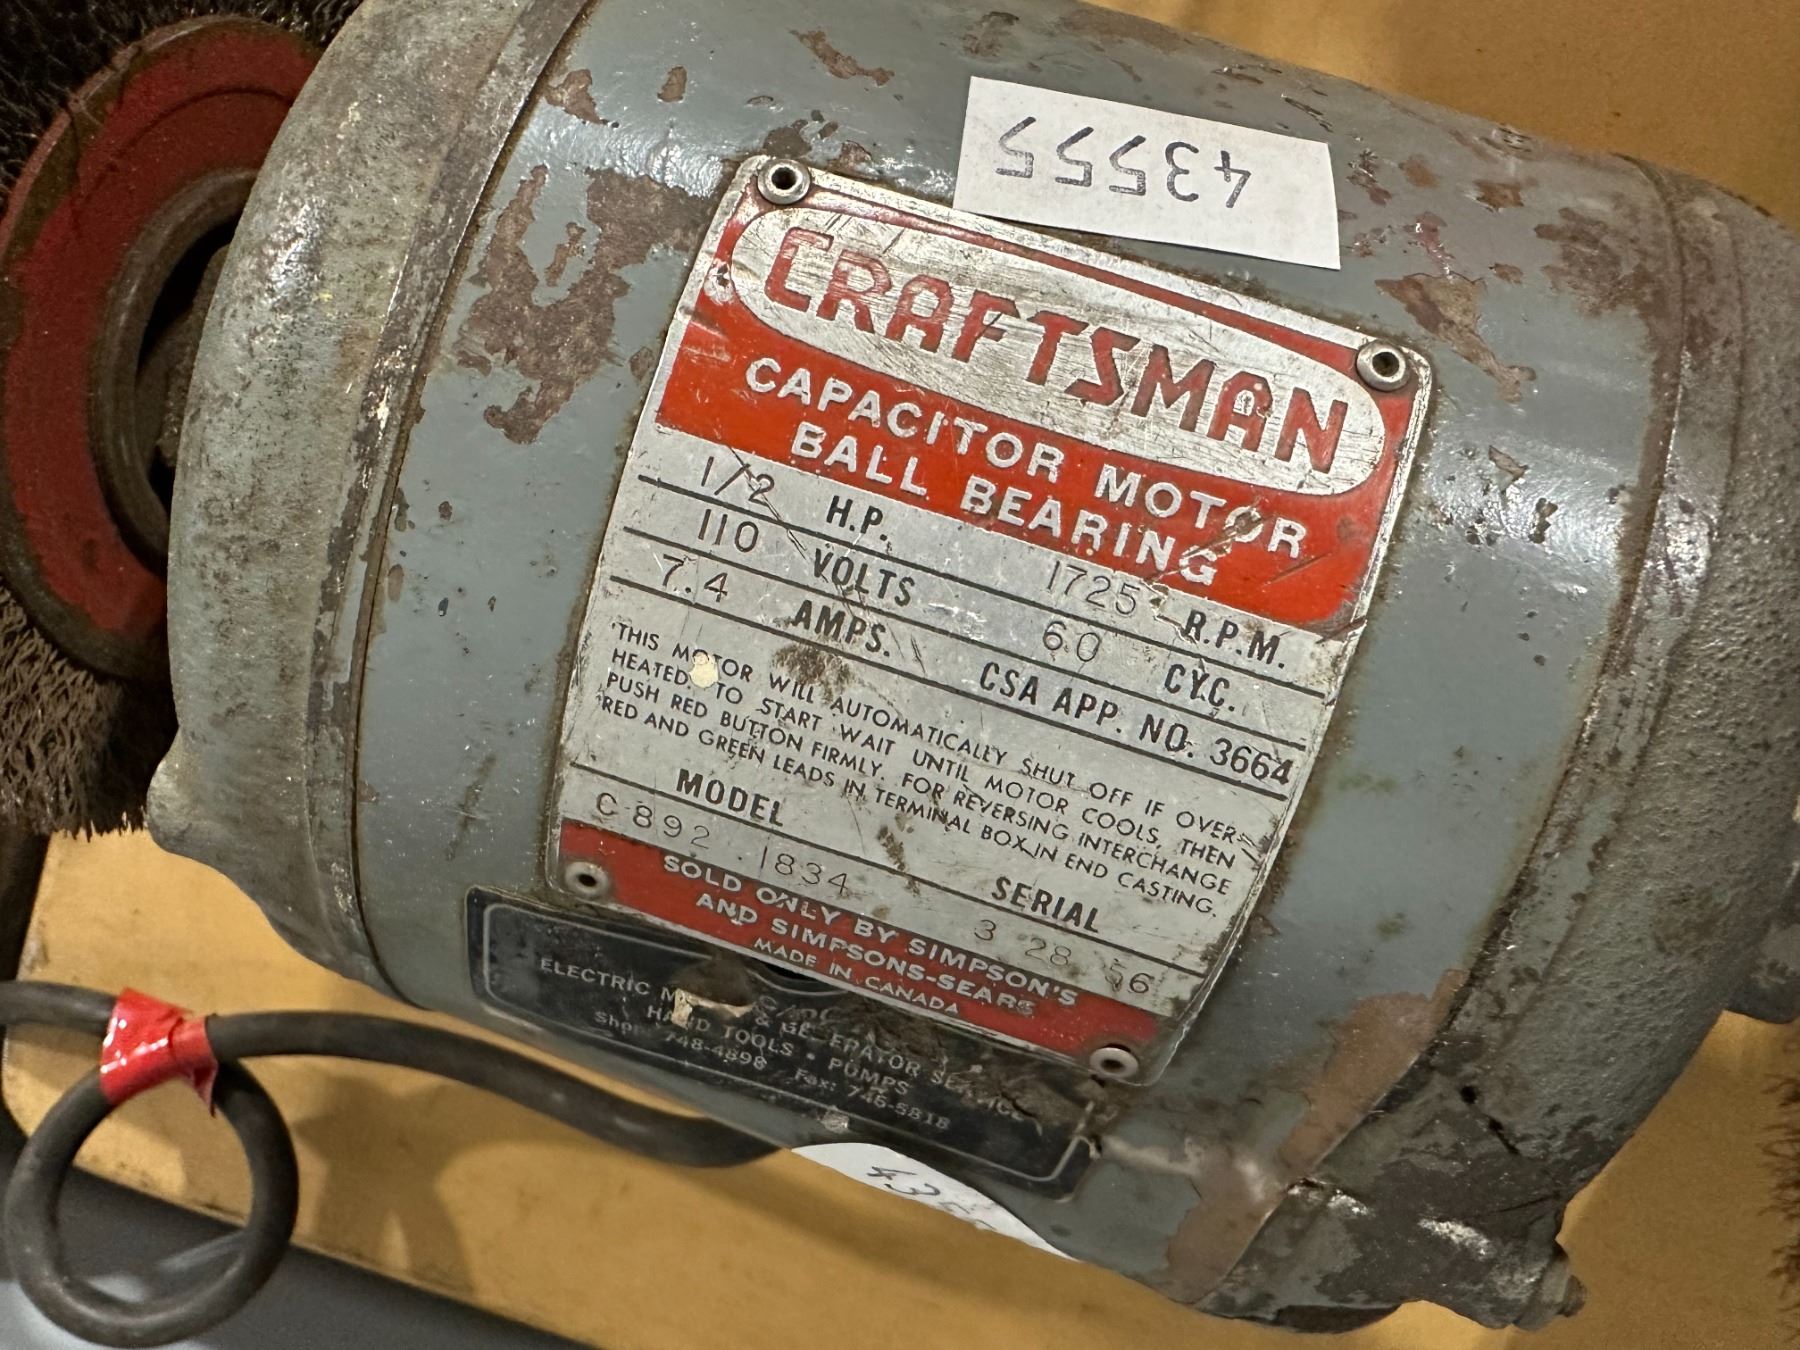 43555
CRAFTSMAN
CAPACITOR MOTOR
BALL BEARING
1/2 H.P. 1725 R.P.M.
110 VOLTS 60 CYC.
7.4 AMPS. CSA APP. NO. 3664
THIS MOTOR WILL AUTOMATICALLY SHUT OFF IF OVER-
HEATED. TO START WAIT UNTIL MOTOR COOLS, THEN
PUSH RED BUTTON FIRMLY. FOR REVERSING INTERCHANGE
RED AND GREEN LEADS IN TERMINAL BOX IN END CASTING.
MODEL SERIAL
C 892 . 1834 3 28 56
SOLD ONLY BY SIMPSON'S
AND SIMPSONS-SEARS
MADE IN CANADA
ELECTRIC & GENERATOR SERVICE
HAND TOOLS • PUMPS
748-4898 Fax: 745-5818